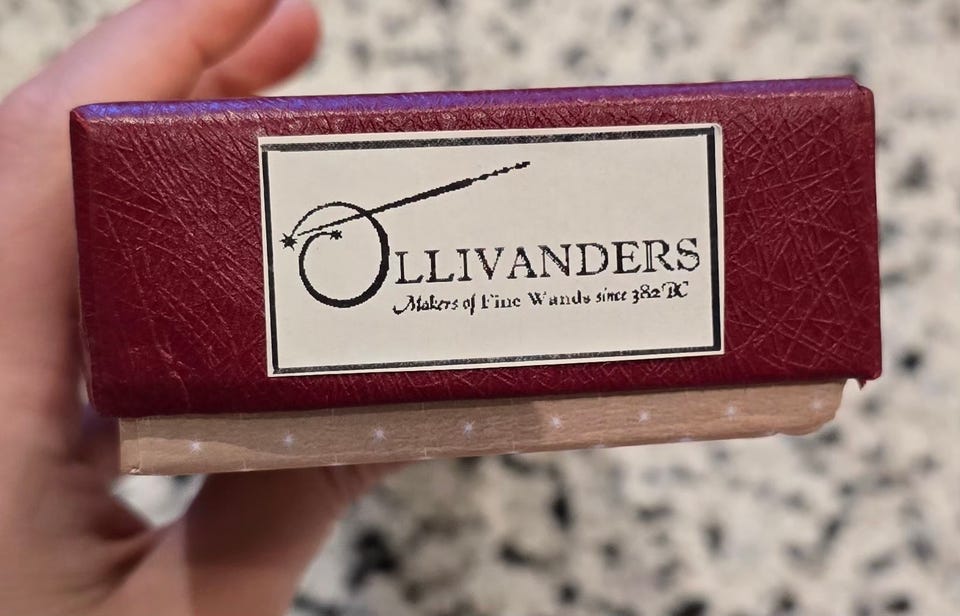 OLLIVANDERS
Makers of Fine Wands since 382 BC